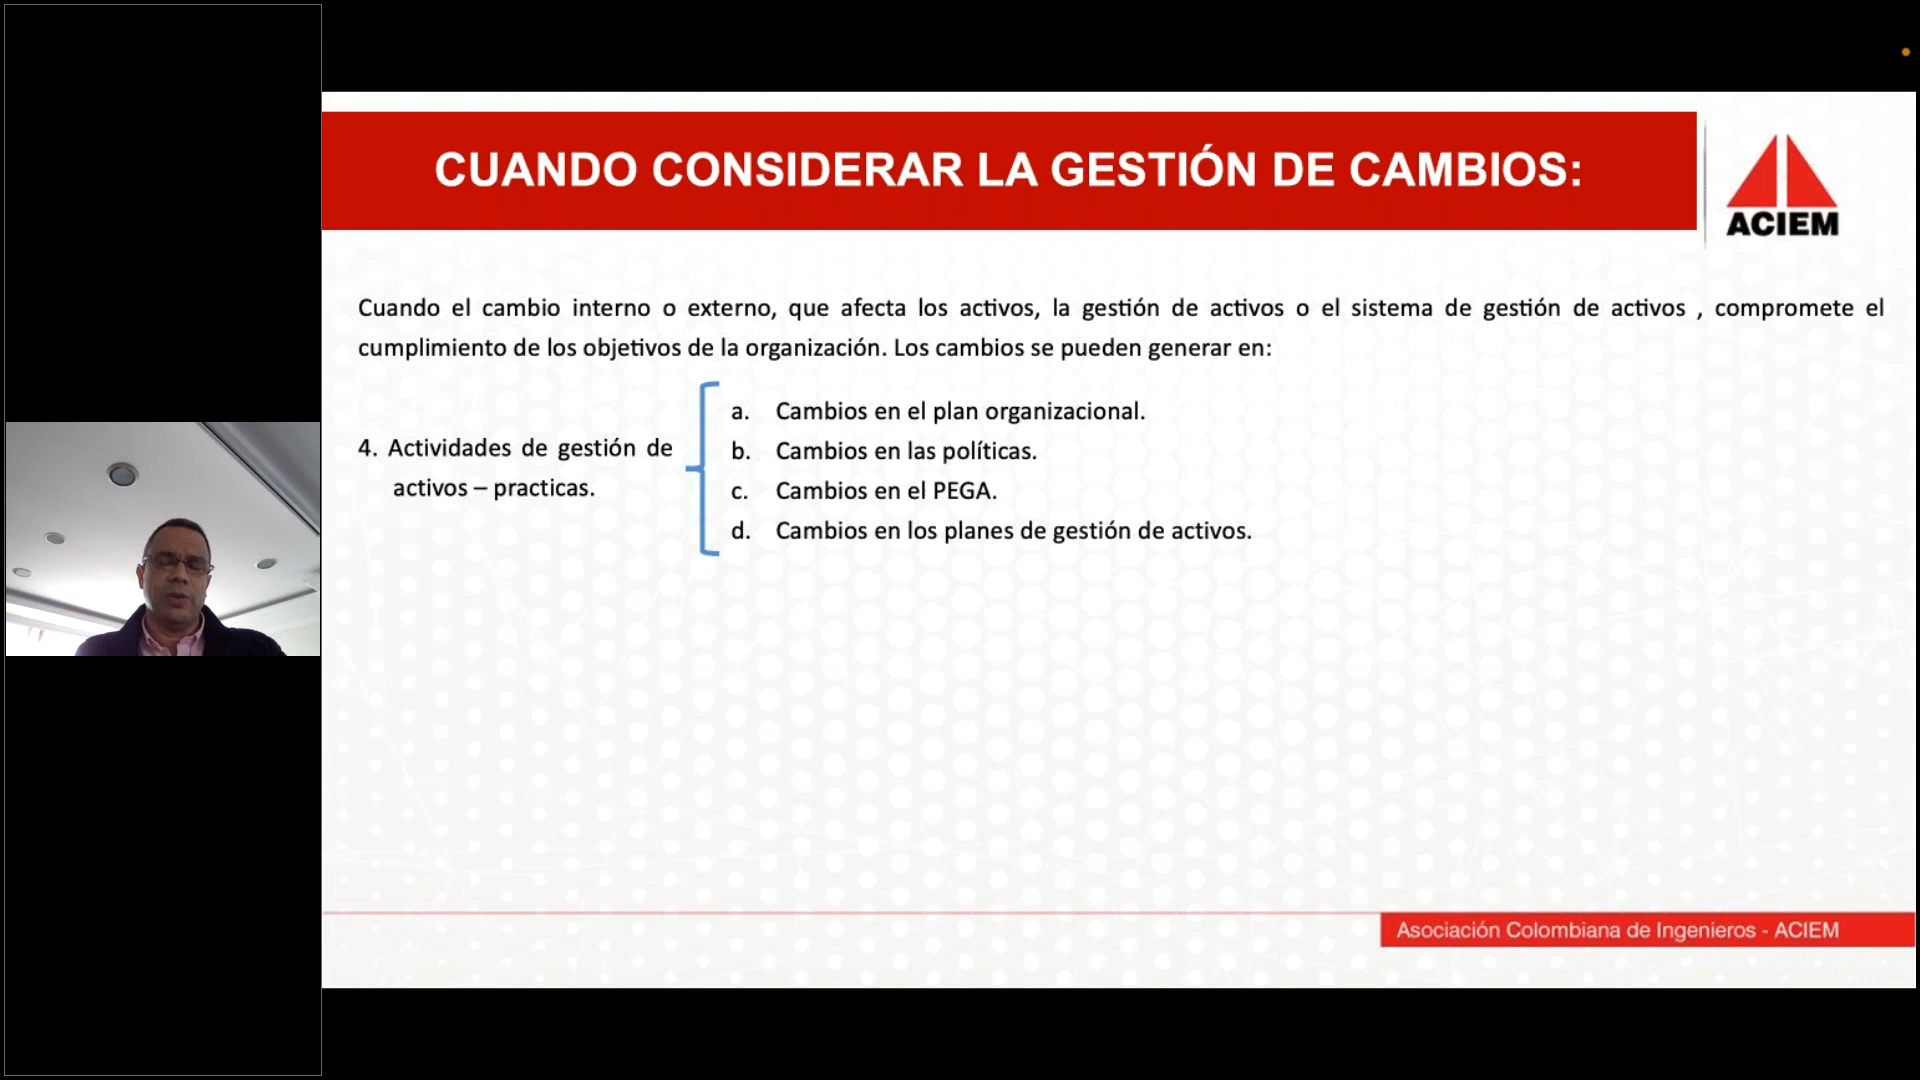 CUANDO CONSIDERAR LA GESTIÓN DE CAMBIOS:
ACIEM
Cuando el cambio interno o externo, que afecta los activos, la gestión de activos o el sistema de gestión de activos , compromete el
cumplimiento de los objetivos de la organización. Los cambios se pueden generar en:
4. Actividades de gestión de
activos – practicas.
a. Cambios en el plan organizacional.
b. Cambios en las políticas.
c. Cambios en el PEGA.
d. Cambios en los planes de gestión de activos.
Asociación Colombiana de Ingenieros - ACIEM